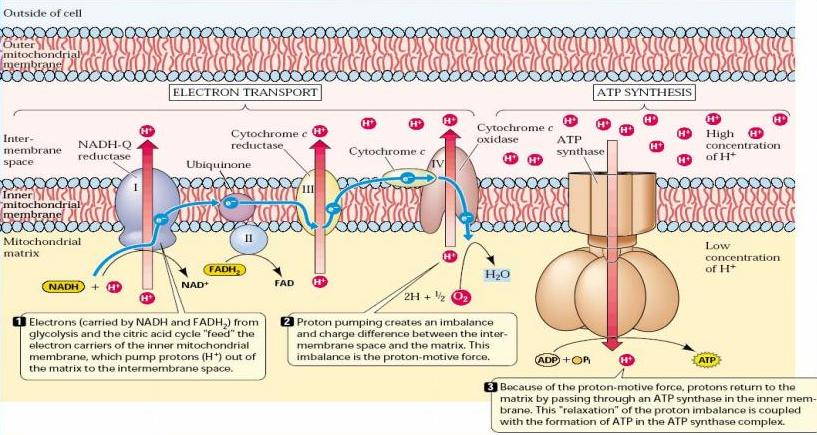 Outside of cell
Outer
mitochondrial
membrane
ELECTRON TRANSPORT
ATP SYNTHESIS
Inter-
membrane
space
NADH-Q
reductase
H+
Ubiquinone
Cytochrome c
reductase
H+
H+
H+
H+
Cytochrome c
Cytochrome c
oxidase
H+
H+
ATP
synthase
H+
H+
H+
H+
H+
H+
H+
H+
High
concentration
of H+
I
III
IV
Inner
mitochondrial
membrane
e-
e-
e-
e-
e-
II
Mitochondrial
matrix
Low
concentration
of H+
NADH + H+
NAD+
H+
FADH2
FAD
H+
H+
2H + 1/2 O2
H2O
1 Electrons (carried by NADH and FADH2) from
glycolysis and the citric acid cycle "feed" the
electron carriers of the inner mitochondrial
membrane, which pump protons (H+) out of
the matrix to the intermembrane space.
2 Proton pumping creates an imbalance
and charge difference between the inter-
membrane space and the matrix. This
imbalance is the proton-motive force.
ADP + Pi
H+
ATP
3 Because of the proton-motive force, protons return to the
matrix by passing through an ATP synthase in the inner mem-
brane. This "relaxation" of the proton imbalance is coupled
with the formation of ATP in the ATP synthase complex.